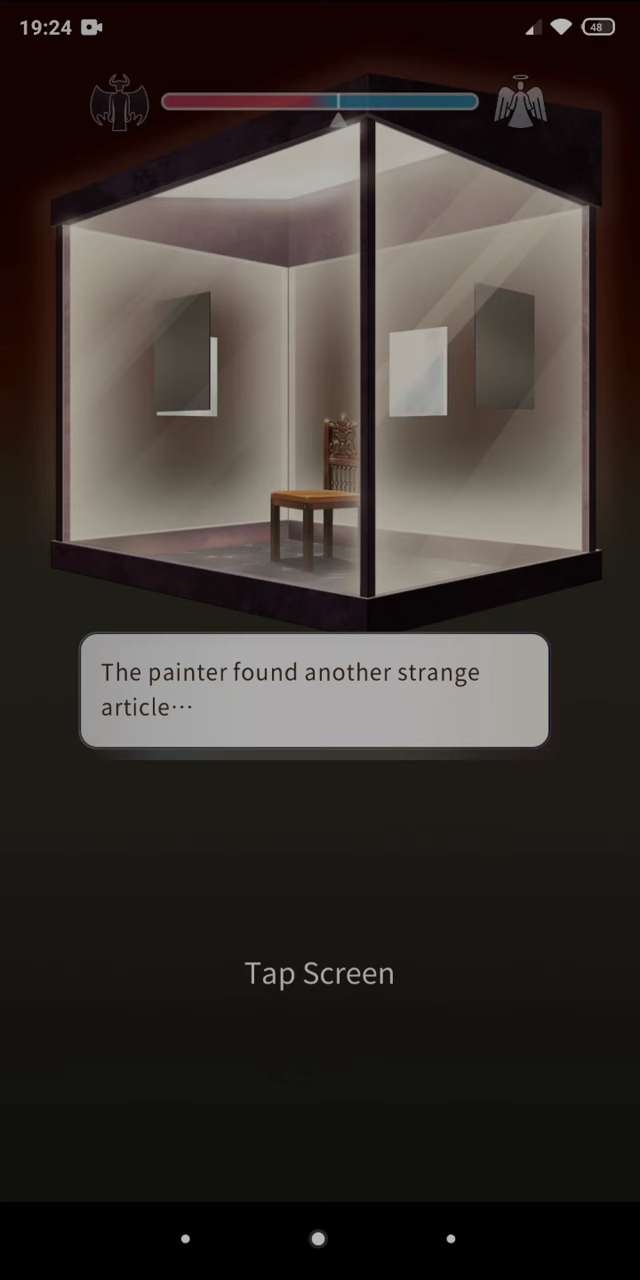 19:24
48
The painter found another strange
article···
Tap Screen